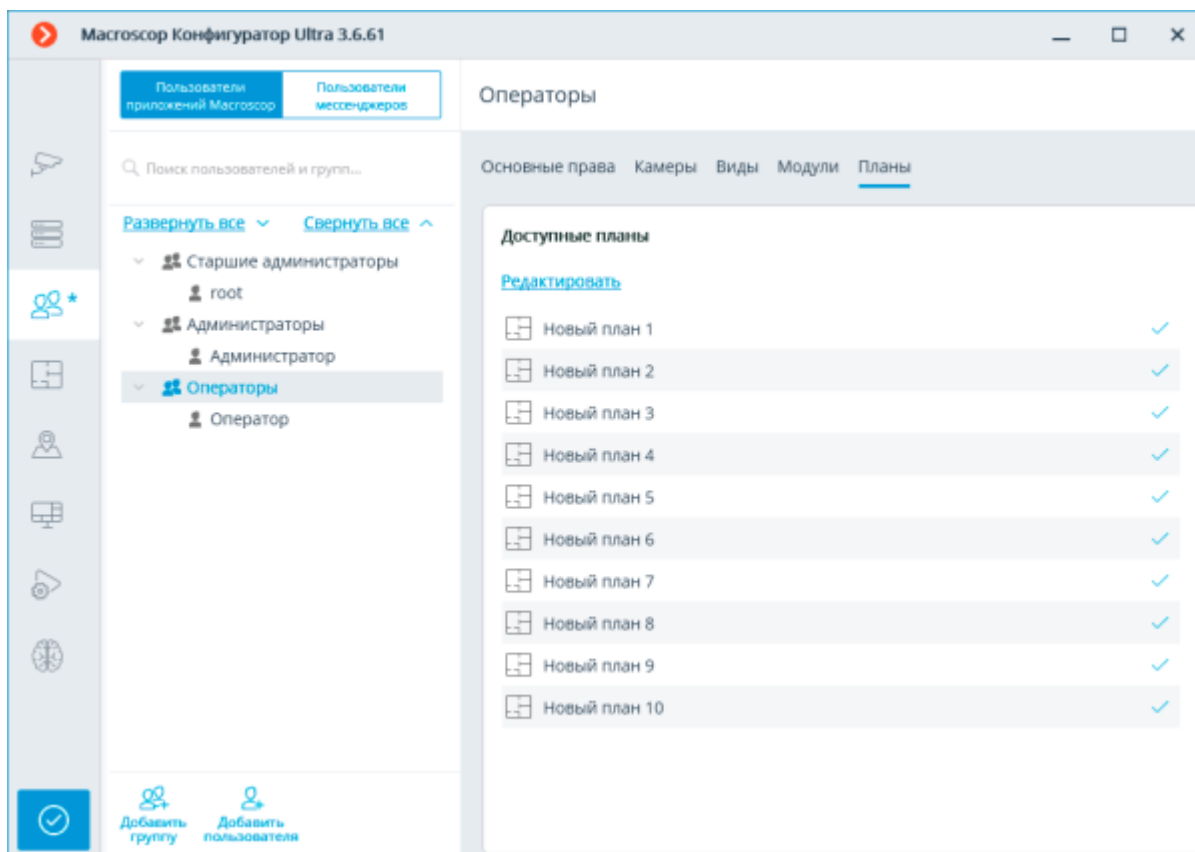 Macroscop Конфигуратор Ultra 3.6.61
Пользователи
приложений Macroscop
Пользователи
мессенджеров
Поиск пользователей и групп...
Развернуть все
Свернуть все
Старшие администраторы
root
Администраторы
Администратор
Операторы
Оператор
Добавить
группу
Добавить
пользователя
Операторы
Основные права Камеры Виды Модули Планы
Доступные планы
Редактировать
Новый план 1
Новый план 2
Новый план 3
Новый план 4
Новый план 5
Новый план 6
Новый план 7
Новый план 8
Новый план 9
Новый план 10